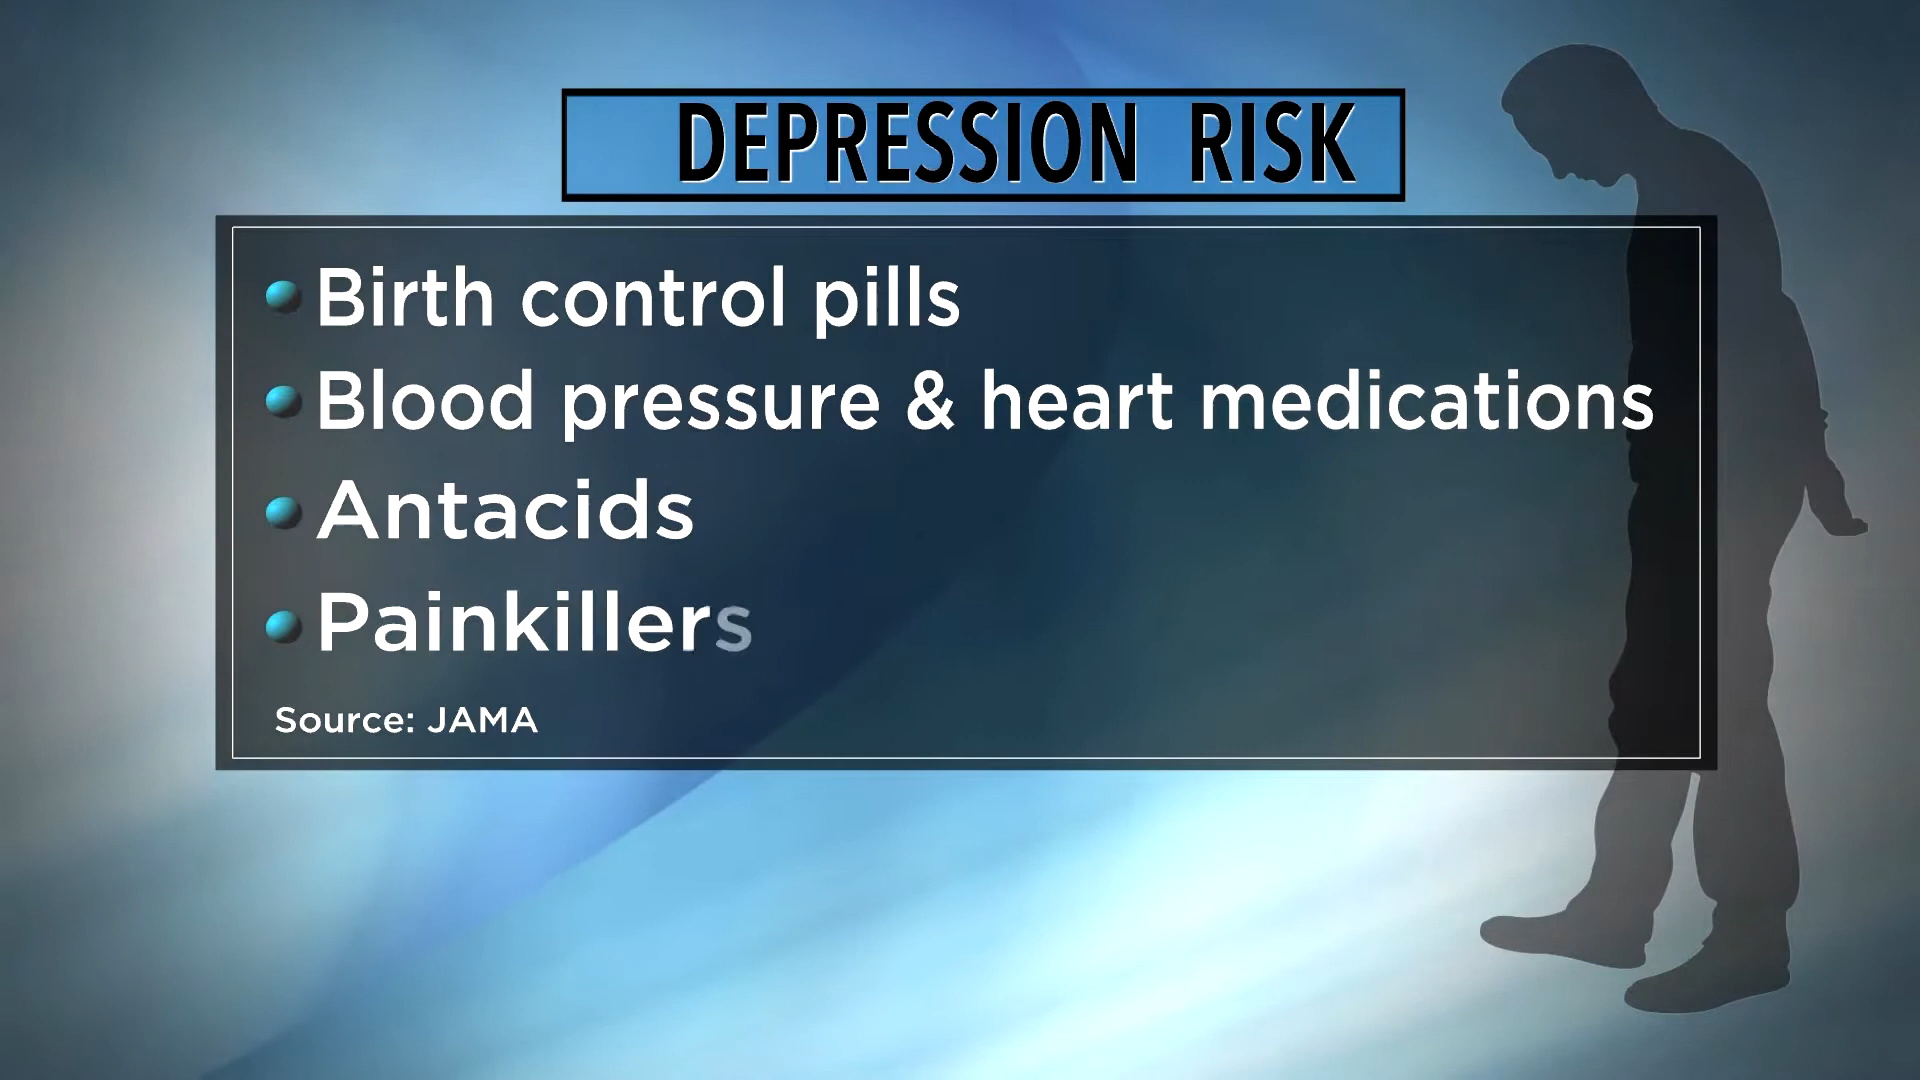 DEPRESSION RISK
Birth control pills
Blood pressure & heart medications
Antacids
Painkillers
Source: JAMA